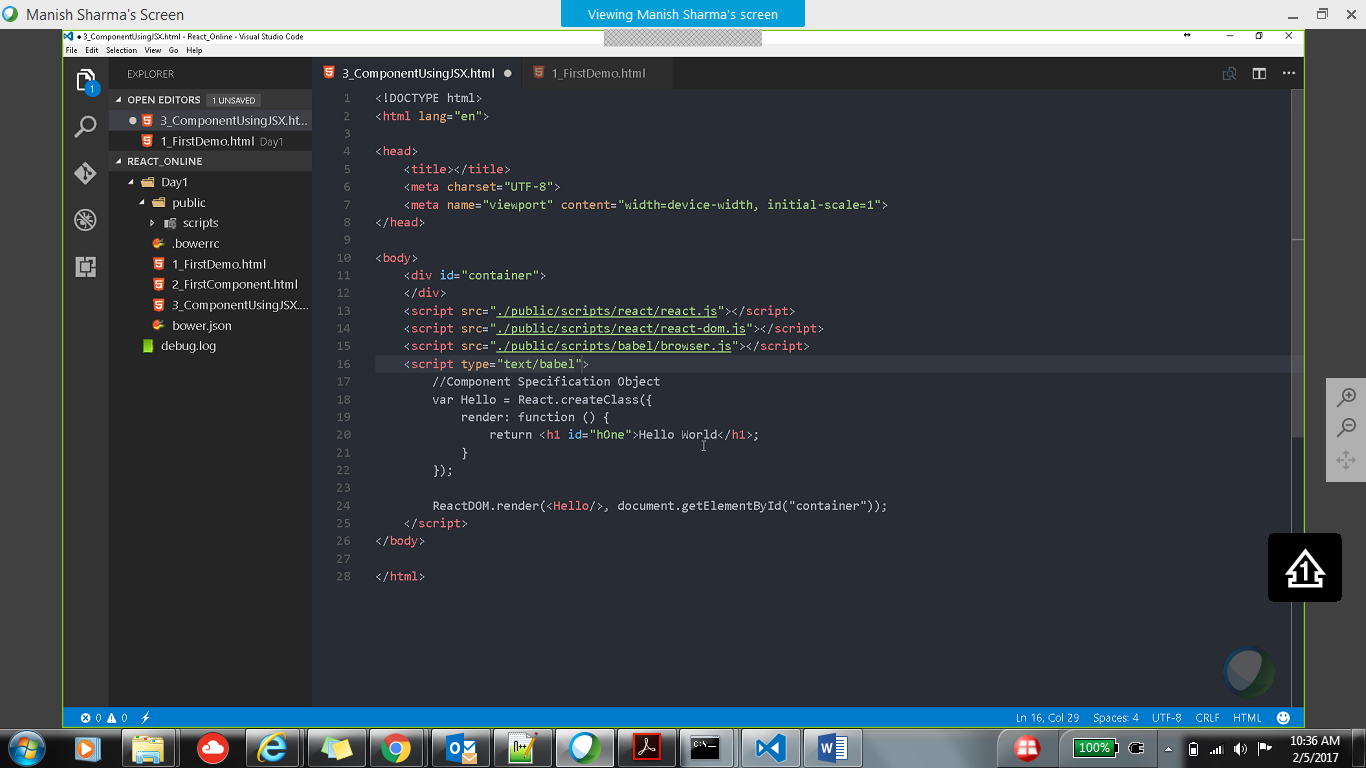 Manish Sharma's Screen
Viewing Manish Sharma's screen
● 3_ComponentUsingJSX.html - React_Online - Visual Studio Code
File Edit Selection View Go Help
EXPLORER
OPEN EDITORS 1 UNSAVED
3_ComponentUsingJSX.ht...
1_FirstDemo.html Day1
REACT_ONLINE
Day1
public
scripts
.bowerrc
1_FirstDemo.html
2_FirstComponent.html
3_ComponentUsingJSX....
bower.json
debug.log
1
3_ComponentUsingJSX.html
1_FirstDemo.html
1 <!DOCTYPE html>
2 <html lang="en">
3
4 <head>
5     <title></title>
6     <meta charset="UTF-8">
7     <meta name="viewport" content="width=device-width, initial-scale=1">
8 </head>
9
10 <body>
11     <div id="container">
12     </div>
13     <script src="./public/scripts/react/react.js"></script>
14     <script src="./public/scripts/react/react-dom.js"></script>
15     <script src="./public/scripts/babel/browser.js"></script>
16     <script type="text/babel">
17         //Component Specification Object
18         var Hello = React.createClass({
19             render: function () {
20                 return <h1 id="hOne">Hello World</h1>;
21             }
22         });
23
24         ReactDOM.render(<Hello/>, document.getElementById("container"));
25     </script>
26 </body>
27
28 </html>
1
0 0
Ln 16, Col 29 Spaces: 4 UTF-8 CRLF HTML
C:\_
100%
10:36 AM
2/5/2017